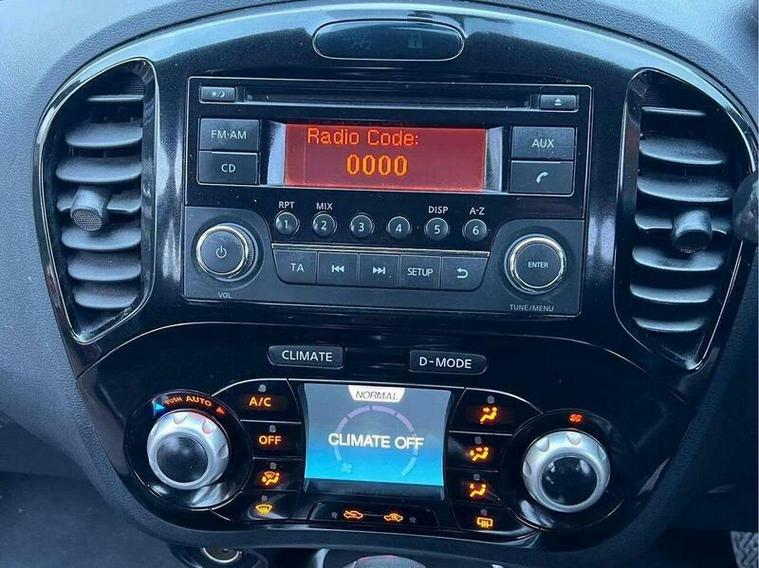 FM·AM
CD
Radio Code:
0000
AUX
RPT MIX DISP A-Z
1 2 3 4 5 6
TA SETUP
VOL
ENTER
TUNE/MENU
CLIMATE
D-MODE
PUSH AUTO
A/C
OFF
NORMAL
CLIMATE OFF